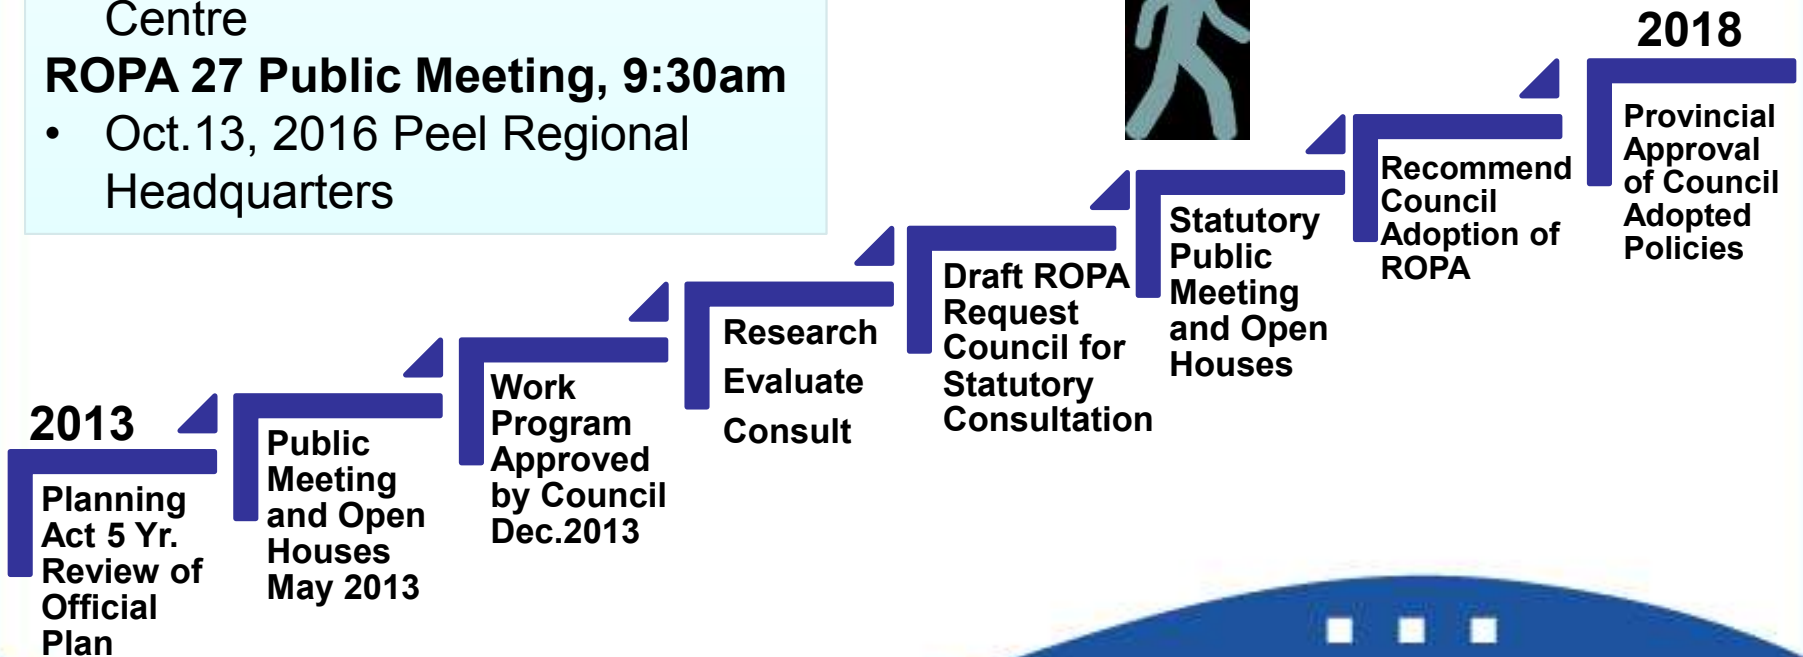 Centre
ROPA 27 Public Meeting, 9:30am
• Oct.13, 2016 Peel Regional
Headquarters
2013
Planning
Act 5 Yr.
Review of
Official
Plan
Public
Meeting
and Open
Houses
May 2013
Work
Program
Approved
by Council
Dec.2013
Research
Evaluate
Consult
Draft ROPA
Request
Council for
Statutory
Consultation
Statutory
Public
Meeting
and Open
Houses
Recommend
Council
Adoption of
ROPA
2018
Provincial
Approval
of Council
Adopted
Policies